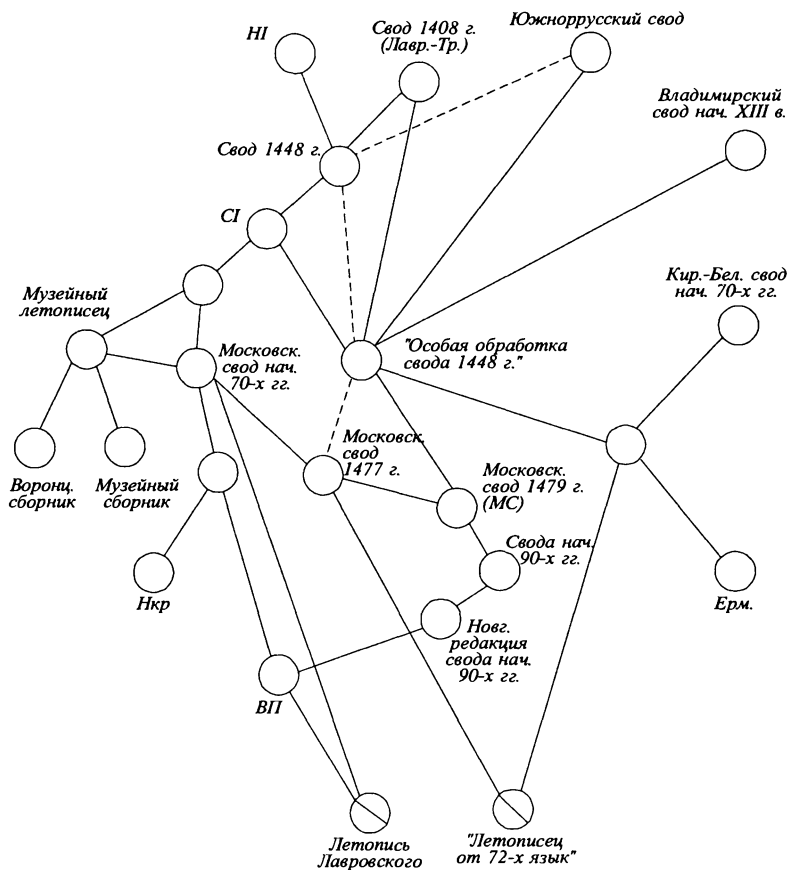 НІ
Свод 1408 г.
(Лавр.-Тр.)
Южноррусский свод
Владимирский
свод нач. XIII в.
Свод 1448 г.
СІ
Музейный
летописец
Кир.-Бел. свод
нач. 70-х гг.
Московск.
свод нач.
70-х гг.
"Особая обработка
свода 1448 г."
Московск.
свод
1477 г.
Воронц.
сборник
Музейный
сборник
Московск.
свод 1479 г.
(МС)
Свода нач.
90-х гг.
Нкр
Ерм.
Новг.
редакция
свода нач.
90-х гг.
ВП
Летопись
Лавровского
"Летописец
от 72-х язык"